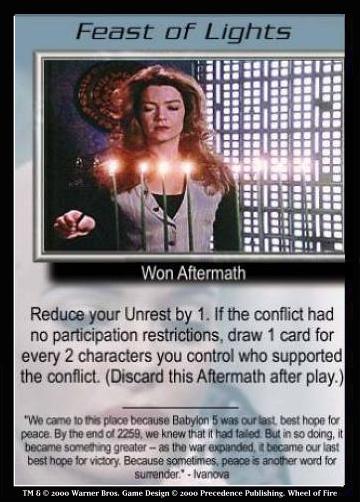 Feast of Lights
Won Aftermath
Reduce your Unrest by 1. If the conflict had
no participation restrictions, draw 1 card for
every 2 characters you control who supported
the conflict. (Discard this Aftermath after play.)
"We came to this place because Babylon 5 was our last, best hope for
peace. By the end of 2259, we knew that it had failed. But in so doing, it
became something greater -- as the war expanded, it became our last
best hope for victory. Because sometimes, peace is another word for
surrender." - Ivanova
TM & © 2000 Warner Bros. Game Design © 2000 Precedence Publishing. Wheel of Fire